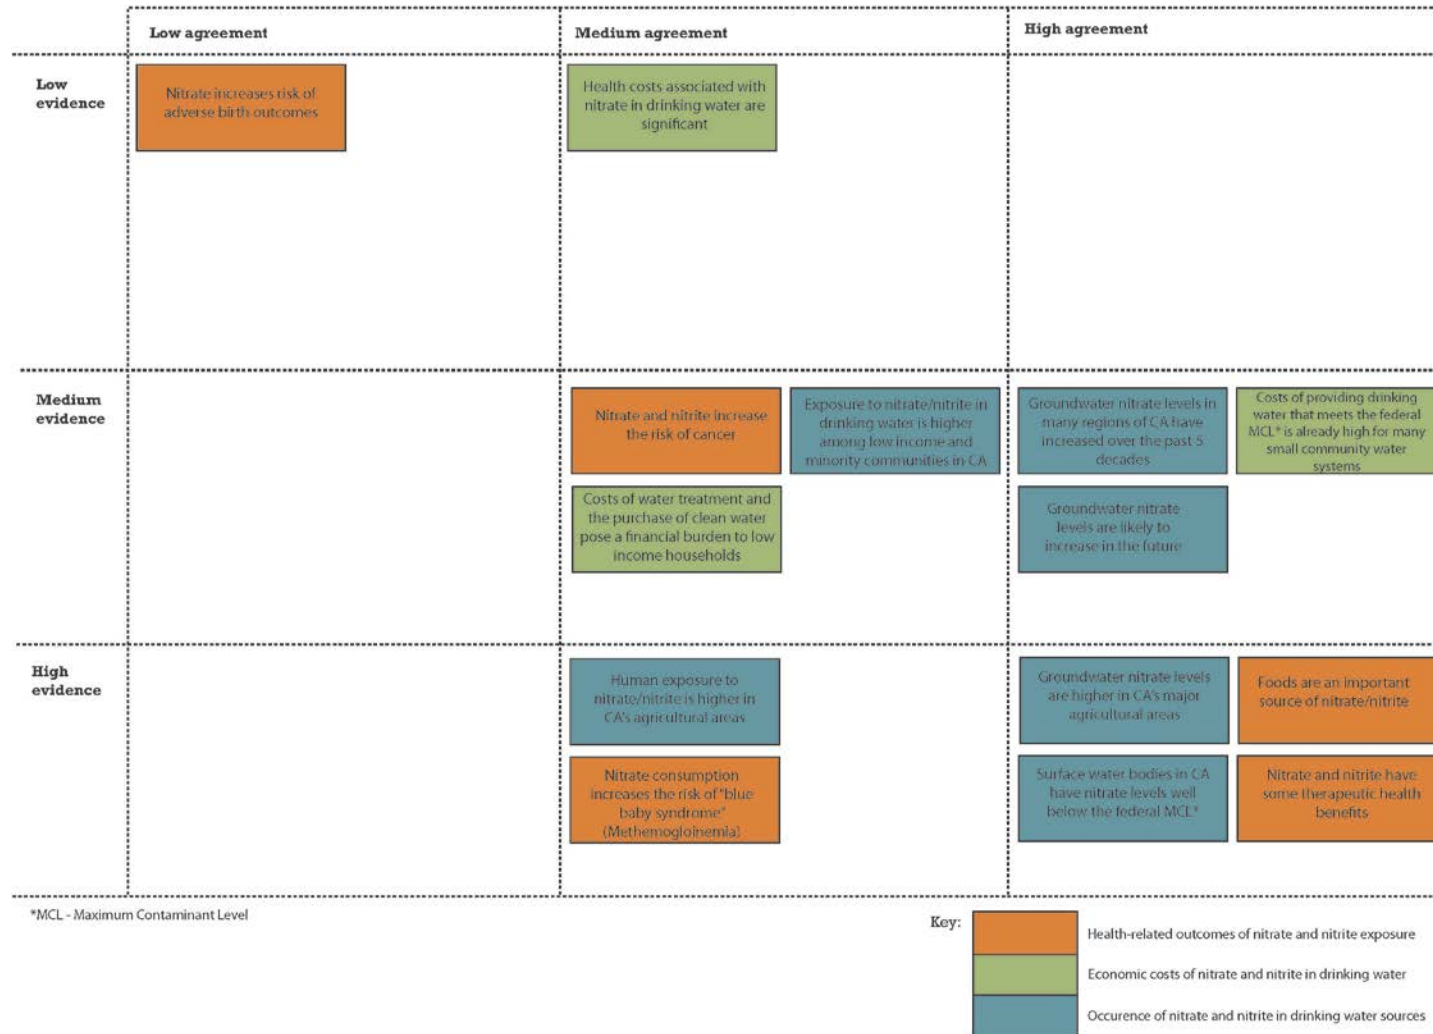 Low agreement
Medium agreement
High agreement
Low
evidence
Nitrate increases risk of
adverse birth outcomes
Health costs associated with
nitrate in drinking water are
significant
Medium
evidence
Nitrate and nitrite increase
the risk of cancer
Exposure to nitrate/nitrite in
drinking water is higher
among low income and
minority communities in CA
Groundwater nitrate levels in
many regions of CA have
increased over the past 5
decades
Costs of providing drinking
water that meets the federal
MCL* is already high for many
small community water
systems
Costs of water treatment and
the purchase of clean water
pose a financial burden to low
income households
Groundwater nitrate
levels are likely to
increase in the future
High
evidence
Human exposure to
nitrate/nitrite is higher in
CA's agricultural areas
Groundwater nitrate levels
are higher in CA's major
agricultural areas
Foods are an important
source of nitrate/nitrite
Nitrate consumption
increases the risk of "blue
baby syndrome"
(Methemogloinemia)
Surface water bodies in CA
have nitrate levels well
below the federal MCL*
Nitrate and nitrite have
some therapeutic health
benefits
*MCL - Maximum Contaminant Level
Key:
Health-related outcomes of nitrate and nitrite exposure
Economic costs of nitrate and nitrite in drinking water
Occurence of nitrate and nitrite in drinking water sources